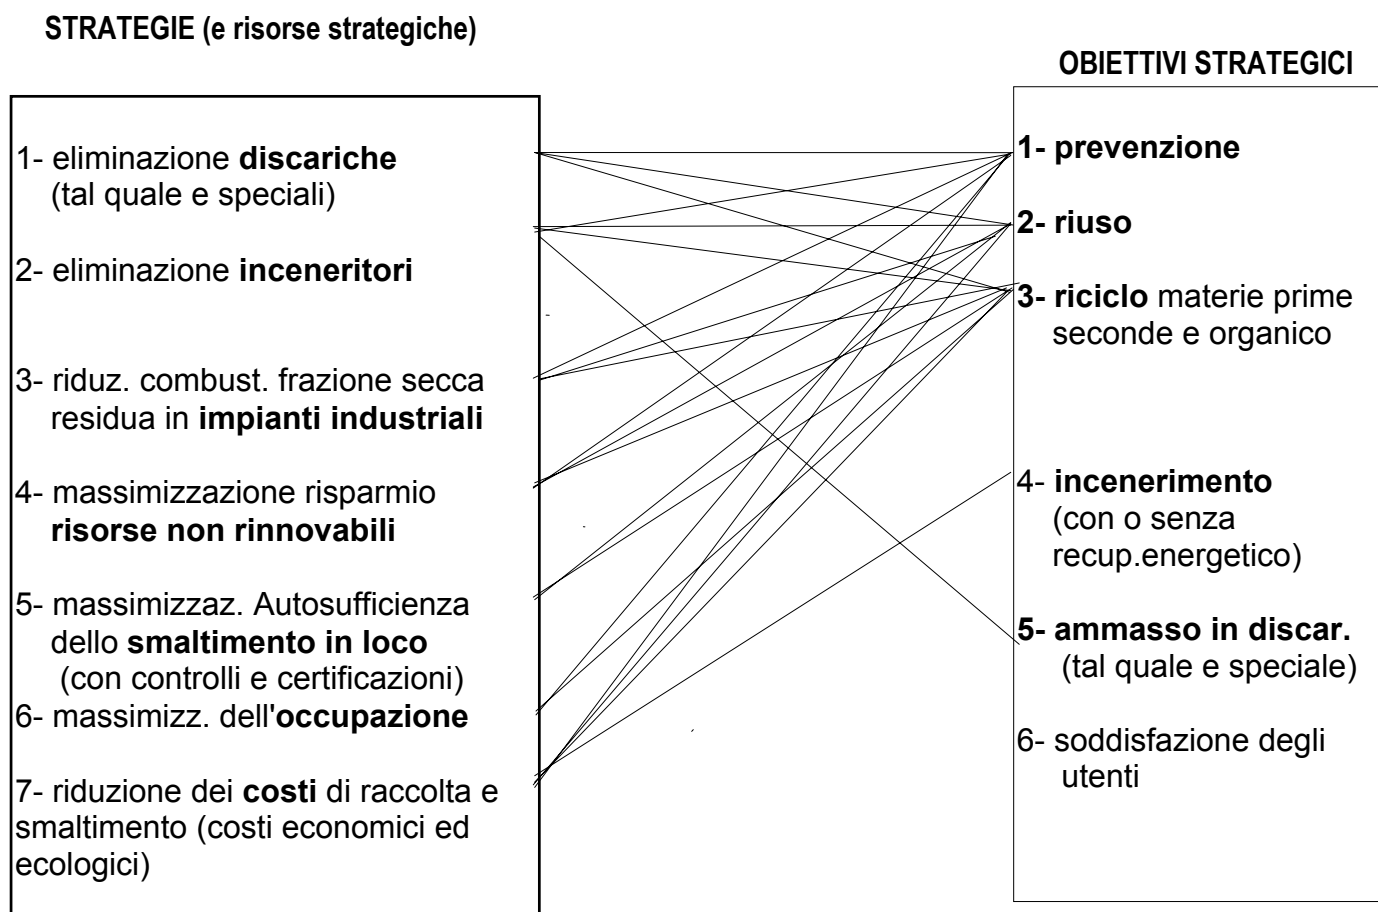 STRATEGIE (e risorse strategiche)
1- eliminazione discariche
(tal quale e speciali)
2- eliminazione inceneritori
3- riduz. combust. frazione secca
residua in impianti industriali
4- massimizzazione risparmio
risorse non rinnovabili
5- massimizzaz. Autosufficienza
dello smaltimento in loco
(con controlli e certificazioni)
6- massimizz. dell'occupazione
7- riduzione dei costi di raccolta e
smaltimento (costi economici ed
ecologici)
OBIETTIVI STRATEGICI
1- prevenzione
2- riuso
3- riciclo materie prime
seconde e organico
4- incenerimento
(con o senza
recup.energetico)
5- ammasso in discar.
(tal quale e speciale)
6- soddisfazione degli
utenti